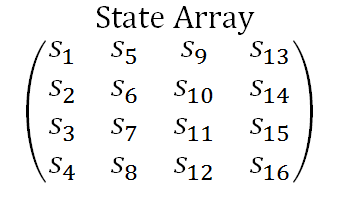 State Array
S₁ S₅ S₉ S₁₃
S₂ S₆ S₁₀ S₁₄
S₃ S₇ S₁₁ S₁₅
S₄ S₈ S₁₂ S₁₆